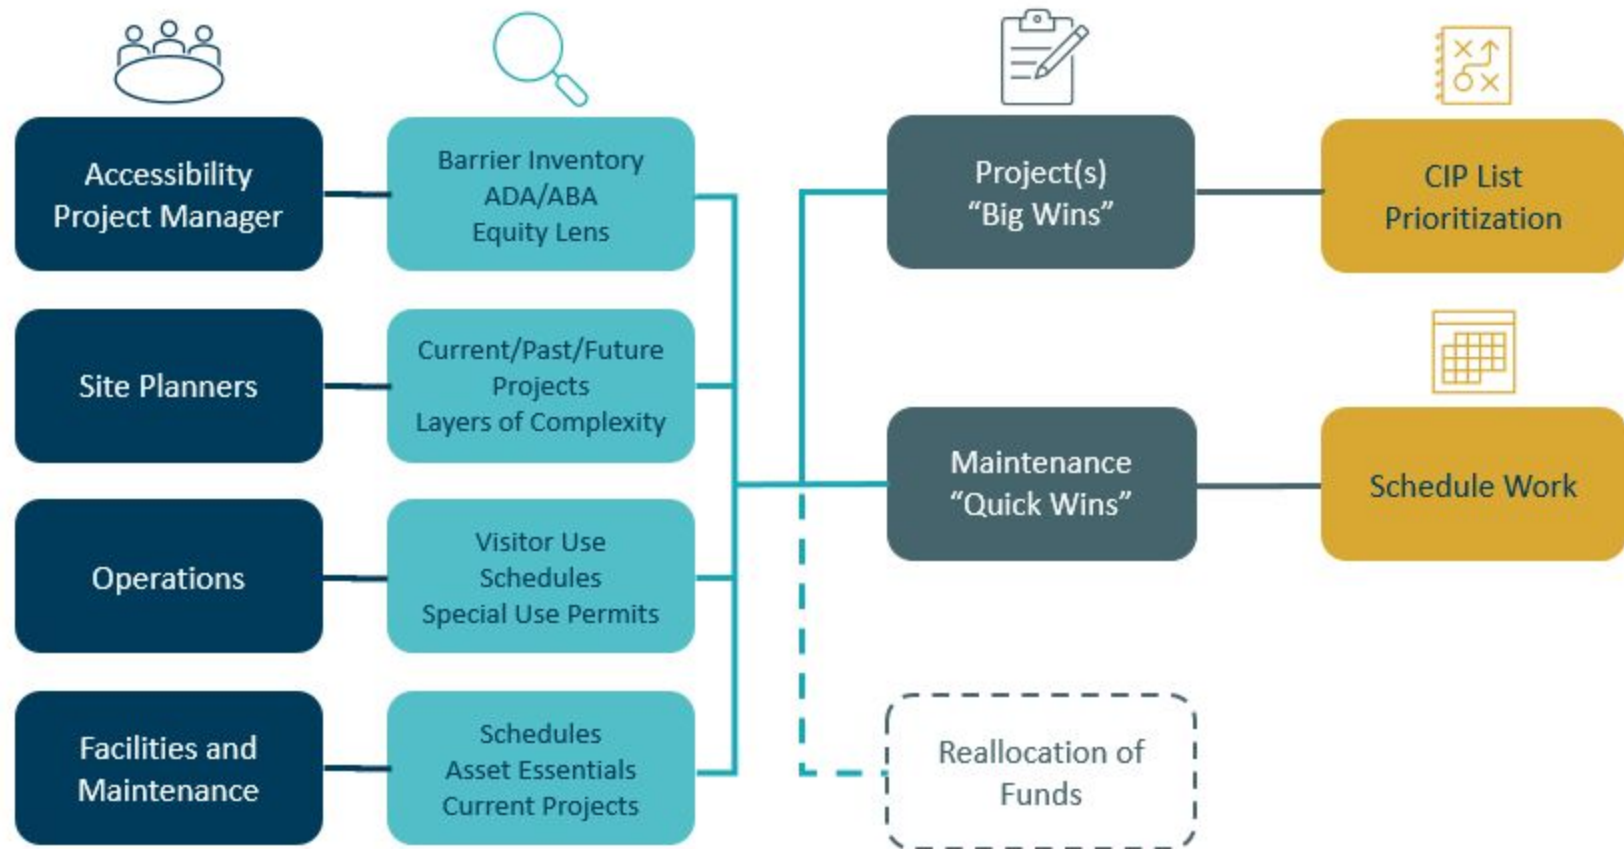 Accessibility
Project Manager
Barrier Inventory
ADA/ABA
Equity Lens
Project(s)
“Big Wins”
CIP List
Prioritization
Site Planners
Current/Past/Future
Projects
Layers of Complexity
Maintenance
“Quick Wins”
Schedule Work
Operations
Visitor Use
Schedules
Special Use Permits
Facilities and
Maintenance
Schedules
Asset Essentials
Current Projects
Reallocation of
Funds